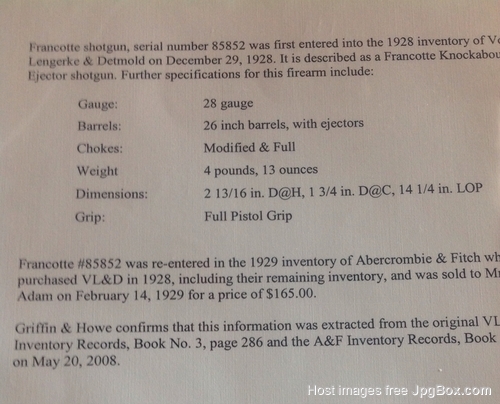 Francotte shotgun, serial number 85852 was first entered into the 1928 inventory of
Lengerke & Detmold on December 29, 1928. It is described as a Francotte
Ejector shotgun. Further specifications for this firearm include:
Gauge: 28 gauge
Barrels: 26 inch barrels, with ejectors
Chokes: Modified & Full
Weight 4 pounds, 13 ounces
Dimensions: 2 13/16 in. D@H, 1 3/4 in. D@C, 14 1/4 in. LOP
Grip: Full Pistol Grip
Francotte #85852 was re-entered in the 1929 inventory of Abercrombie & Fitch
purchased VL&D in 1928, including their remaining inventory, and was sold to
Adam on February 14, 1929 for a price of $165.00.
Griffin & Howe confirms that this information was extracted from the original
Inventory Records, Book No. 3, page 286 and the A&F Inventory Records, Book
on May 20, 2008.
Host images free JpgBox.com